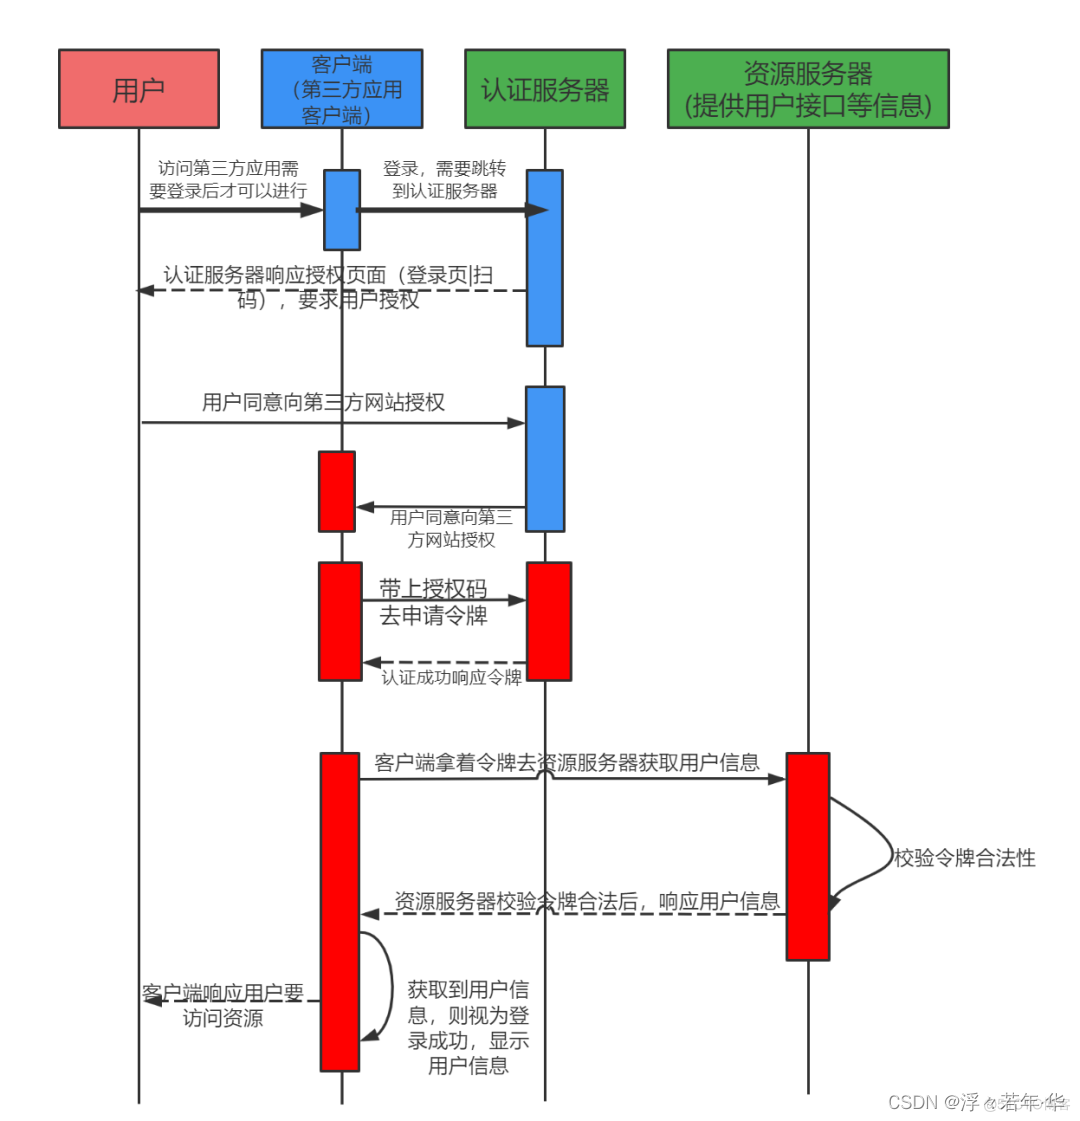 用户
客户端
（第三方应用
客户端）
认证服务器
资源服务器
(提供用户接口等信息)
访问第三方应用需
要登录后才可以进行
登录，需要跳转
到认证服务器
认证服务器响应授权页面（登录页|扫
码），要求用户授权
用户同意向第三方网站授权
用户同意向第三
方网站授权
带上授权码
去申请令牌
认证成功响应令牌
客户端拿着令牌去资源服务器获取用户信息
校验令牌合法性
资源服务器校验令牌合法后，响应用户信息
客户端响应用户要
访问资源
获取到用户信
息，则视为登
录成功，显示
用户信息
CSDN @浮々若年·华